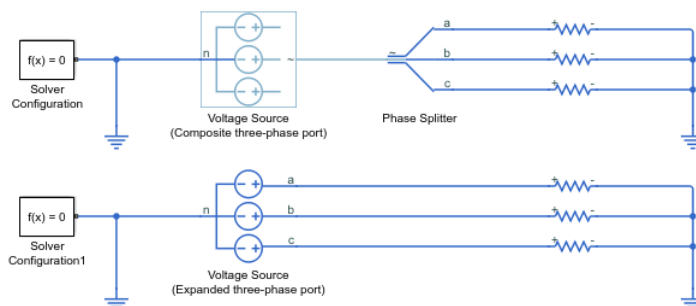 a
n
~
~
b
f(x) = 0
c
Solver
Configuration
Voltage Source
(Composite three-phase port)
Phase Splitter
a
n
b
f(x) = 0
c
Solver
Configuration1
Voltage Source
(Expanded three-phase port)